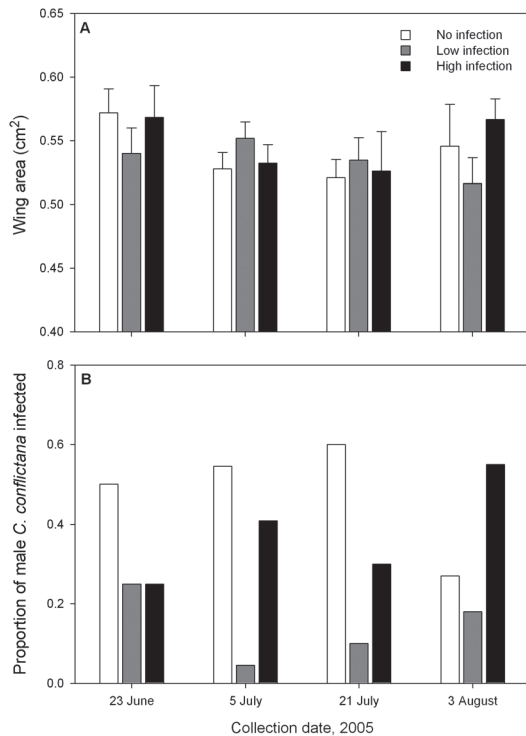 A
No infection
Low infection
High infection
Wing area (cm²)
0.65
0.60
0.55
0.50
0.45
0.40
B
Proportion of male C. conflictana infected
0.8
0.6
0.4
0.2
0.0
23 June
5 July
21 July
3 August
Collection date, 2005